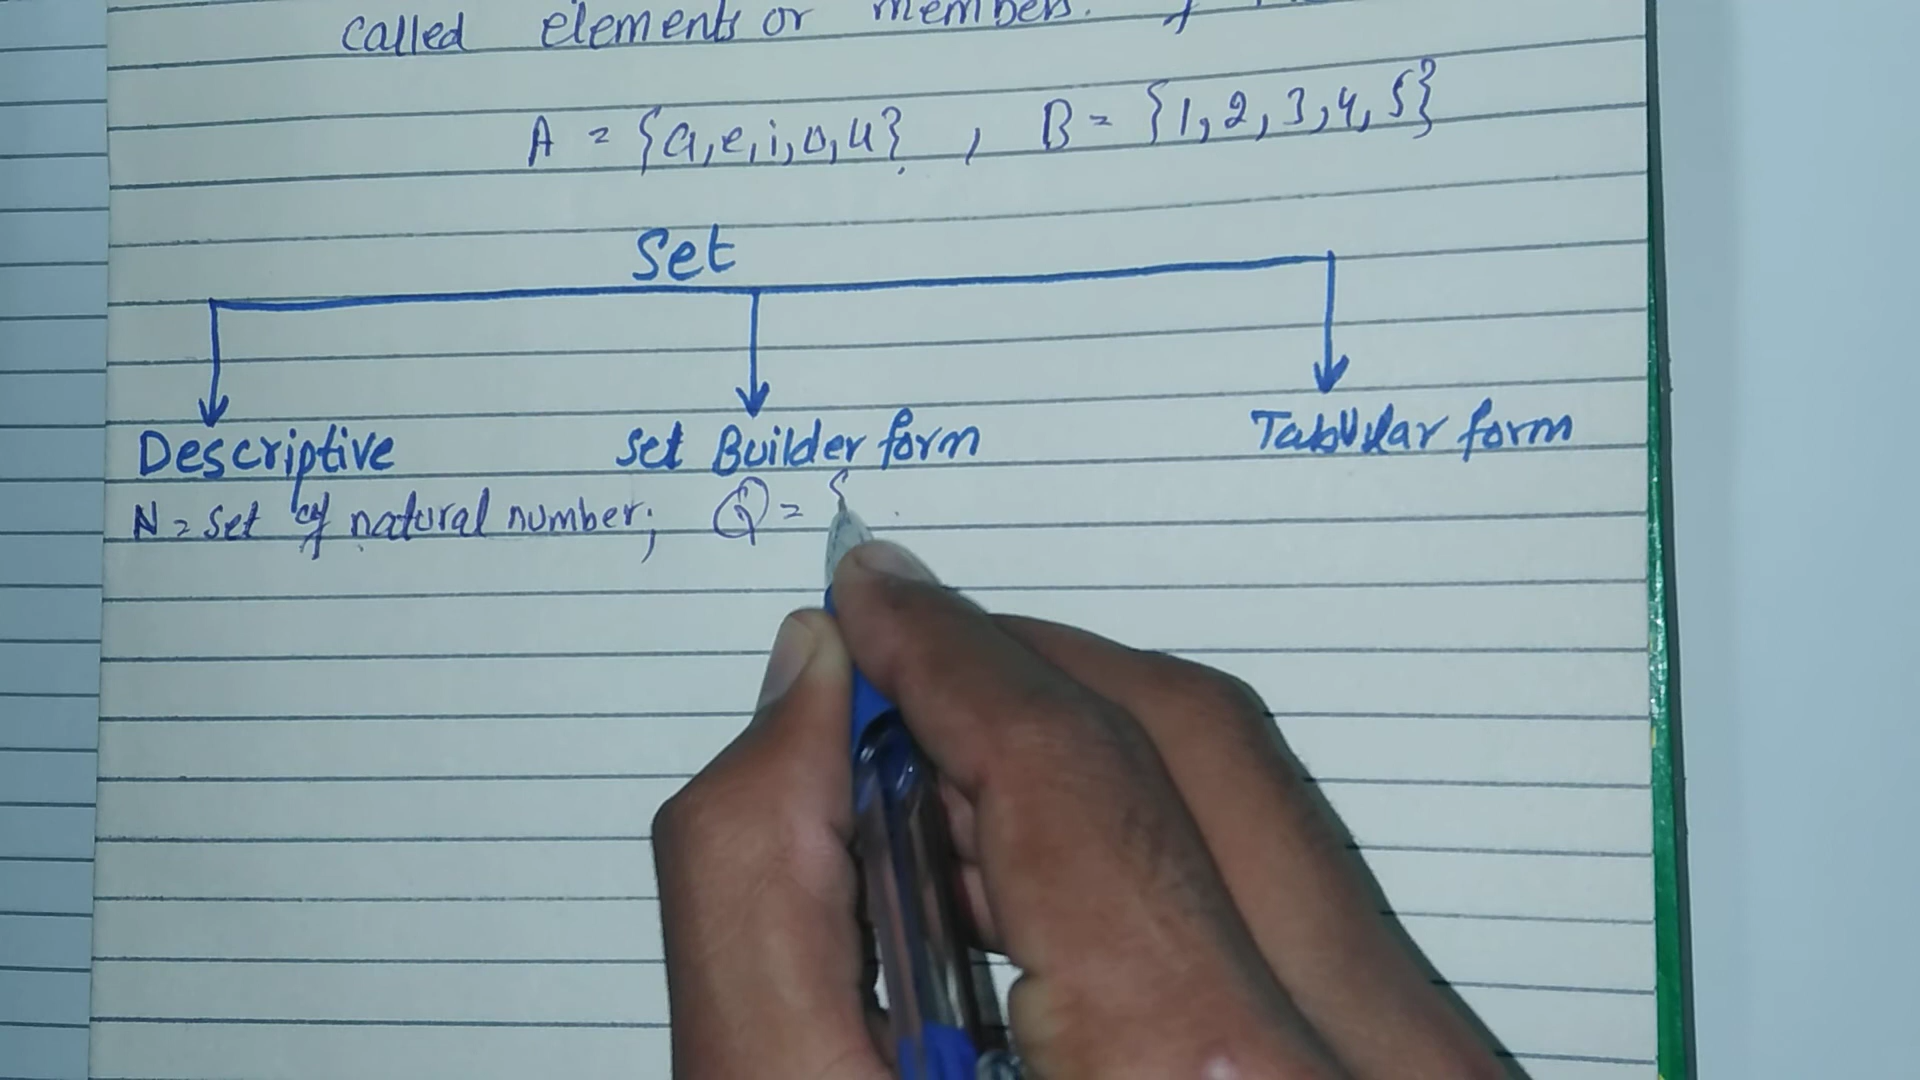 called elements or members.
A = {a,e,i,o,u} , B = {1,2,3,4,5}
Set
Descriptive Set Builder form Tabular form
N = Set of natural number; Q = {